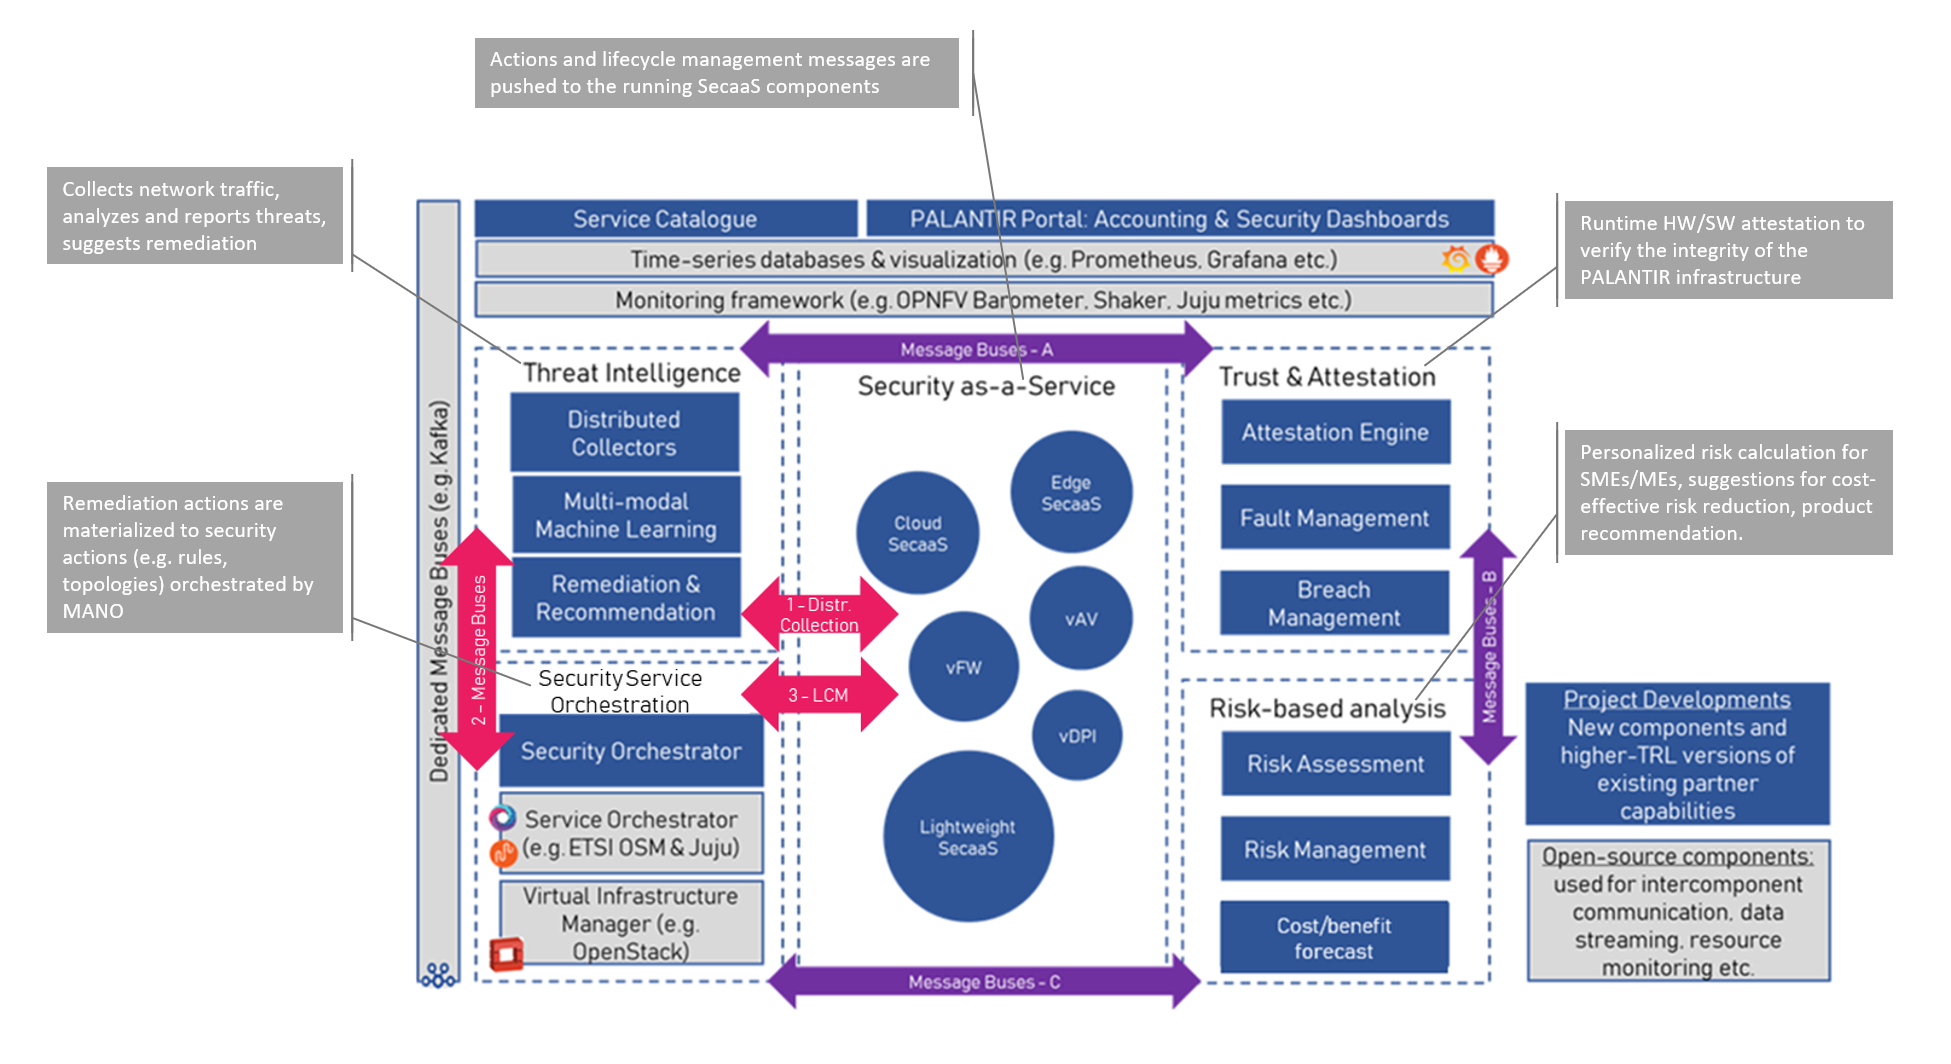 Actions and lifecycle management messages are
pushed to the running SecaaS components
Collects network traffic,
analyzes and reports threats,
suggests remediation
Runtime HW/SW attestation to
verify the integrity of the
PALANTIR infrastructure
Remediation actions are
materialized to security
actions (e.g. rules,
topologies) orchestrated by
MANO
Personalized risk calculation for
SMEs/MEs, suggestions for cost-
effective risk reduction, product
recommendation.
Dedicated Message Buses (e.g. Kafka)
Service Catalogue
PALANTIR Portal: Accounting & Security Dashboards
Time-series databases & visualization (e.g. Prometheus, Grafana etc.)
Monitoring framework (e.g. OPNFV Barometer, Shaker, Juju metrics etc.)
Message Buses - A
Threat Intelligence
Distributed
Collectors
Multi-modal
Machine Learning
Remediation &
Recommendation
2 - Message Buses
1 - Distr.
Collection
3 - LCM
Security Service
Orchestration
Security Orchestrator
Service Orchestrator
(e.g. ETSI OSM & Juju)
Virtual Infrastructure
Manager (e.g.
OpenStack)
Security as-a-Service
Cloud
SecaaS
Edge
SecaaS
vAV
vFW
vDPI
Lightweight
SecaaS
Message Buses - C
Trust & Attestation
Attestation Engine
Fault Management
Breach
Management
Message Buses - B
Risk-based analysis
Risk Assessment
Risk Management
Cost/benefit
forecast
Project Developments
New components and
higher-TRL versions of
existing partner
capabilities
Open-source components:
used for intercomponent
communication, data
streaming, resource
monitoring etc.